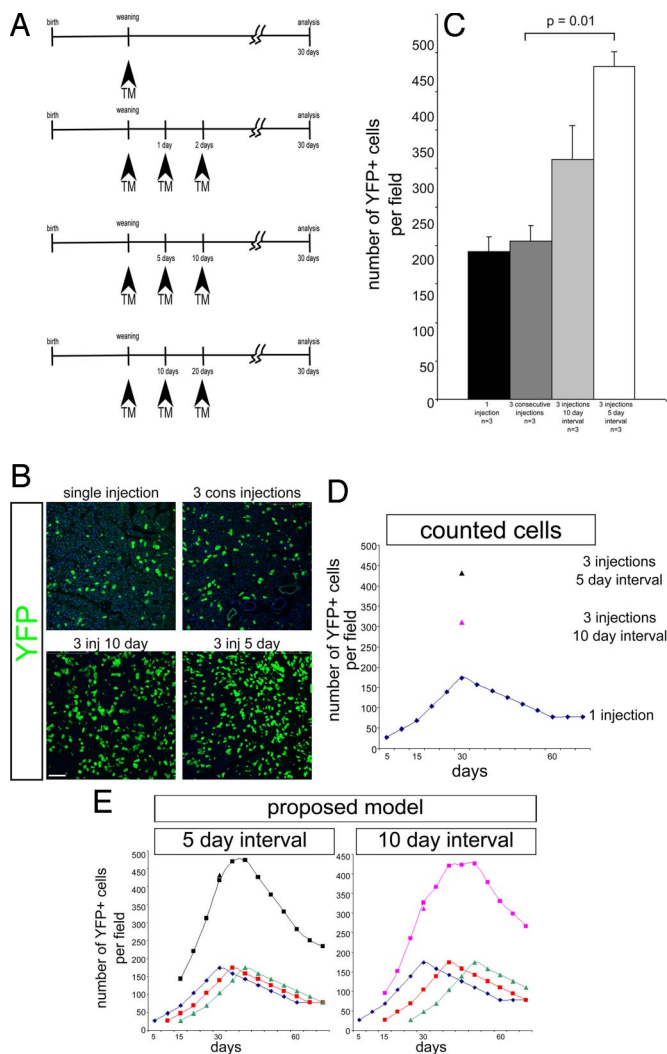 A
birth
weaning
analysis
30 days
TM
birth
weaning
1 day
2 days
analysis
30 days
TM
TM
TM
birth
weaning
5 days
10 days
analysis
30 days
TM
TM
TM
birth
weaning
10 days
20 days
analysis
30 days
TM
TM
TM
B
YFP
single injection
3 cons injections
3 inj 10 day
3 inj 5 day
C
p = 0.01
number of YFP+ cells
per field
450
400
350
300
250
200
150
100
50
0
1
injection
n=3
3 consecutive
injections
n=3
3 injections
10 day
interval
n=3
3 injections
5 day
interval
n=3
D
counted cells
number of YFP+ cells
per field
500
450
400
350
300
250
200
150
100
50
0
5
15
30
60
days
3 injections
5 day interval
3 injections
10 day interval
1 injection
E
proposed model
5 day interval
10 day interval
number of YFP+ cells
per field
500
450
400
350
300
250
200
150
100
50
0
5
15
30
60
days
450
400
350
300
250
200
150
100
50
0
5
15
30
60
days